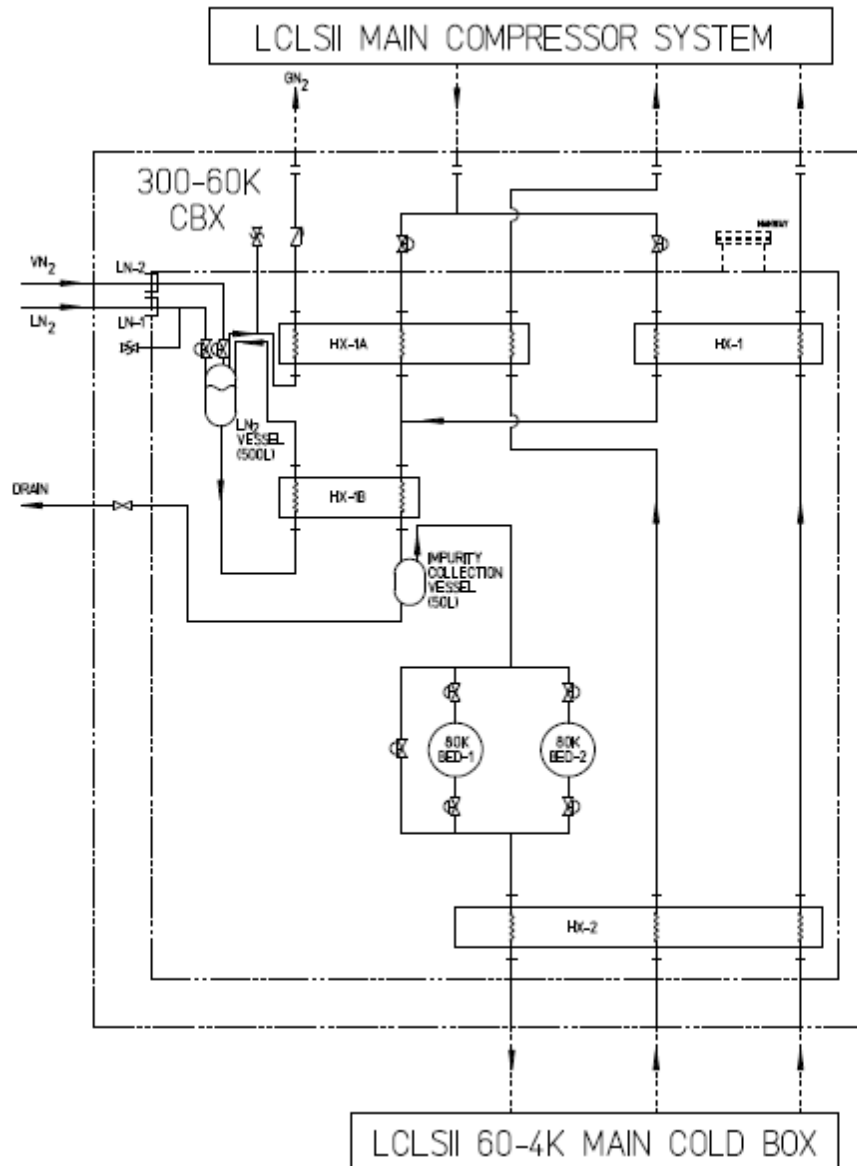 LCLSII MAIN COMPRESSOR SYSTEM
GN2
300-60K
CBX
VN2
LN-2
LN2
LN-1
HX-1A
HX-1
LN2
VESSEL
(500L)
HX-1B
DRAIN
IMPURITY
COLLECTION
VESSEL
(50L)
80K
BED-1
80K
BED-2
HX-2
LCLSII 60-4K MAIN COLD BOX